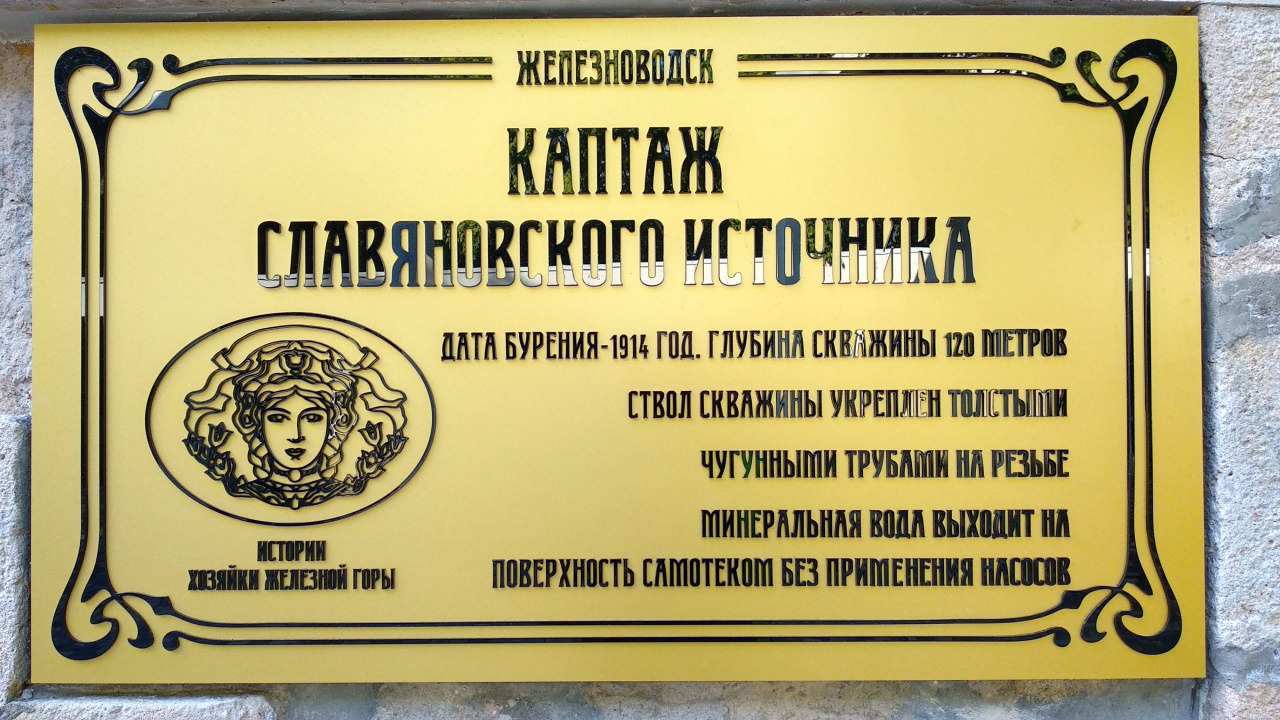 ЖЕЛЕЗНОВОДСК
КАПТАЖ
СЛАВЯНОВСКОГО ИСТОЧНИКА
ДАТА БУРЕНИЯ-1914 ГОД. ГЛУБИНА СКВАЖИНЫ 120 МЕТРОВ
СТВОЛ СКВАЖИНЫ УКРЕПЛЕН ТОЛСТЫМИ
ЧУГУННЫМИ ТРУБАМИ НА РЕЗЬБЕ
МИНЕРАЛЬНАЯ ВОДА ВЫХОДИТ НА
ПОВЕРХНОСТЬ САМОТЕКОМ БЕЗ ПРИМЕНЕНИЯ НАСОСОВ
ИСТОРИИ
ХОЗЯЙКИ ЖЕЛЕЗНОЙ ГОРЫ